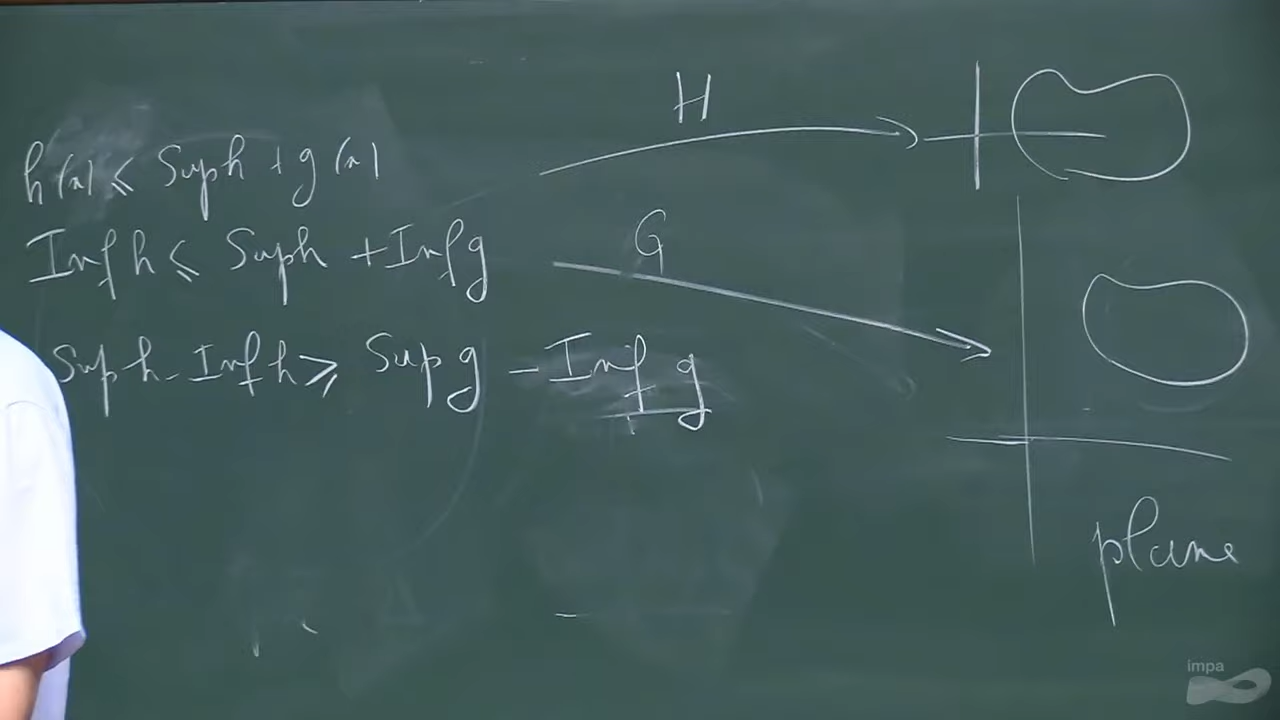 h(x) ≤ Sup h + g(x)
Inf h ≤ Sup h + Inf g
Sup h - Inf h ≥ Sup g - Inf g
H
G
plane
impa